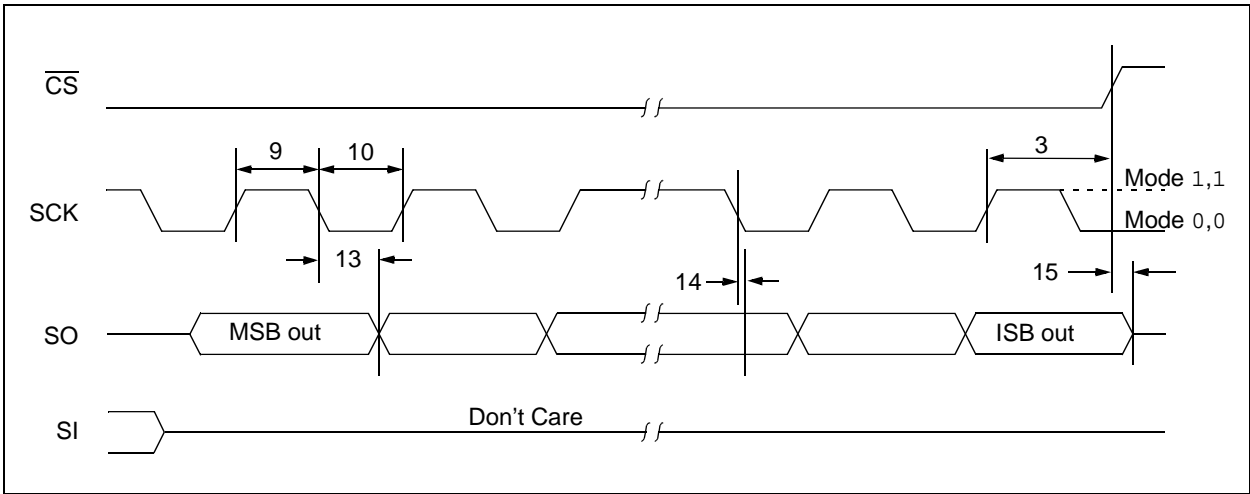 CS
9
10
3
Mode 1,1
SCK
Mode 0,0
13
14
15
SO
MSB out
ISB out
SI
Don't Care